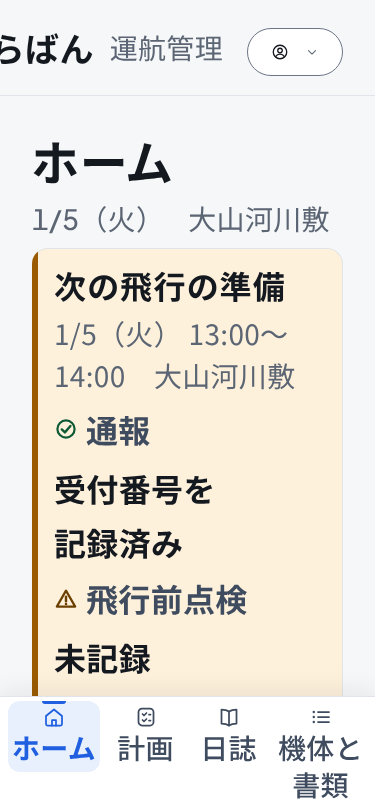 らばん 運航管理
ホーム
1/5（火）　大山河川敷
次の飛行の準備
1/5（火） 13:00〜
14:00　大山河川敷
通報
受付番号を
記録済み
飛行前点検
未記録
ホーム 計画 日誌 機体と
書類